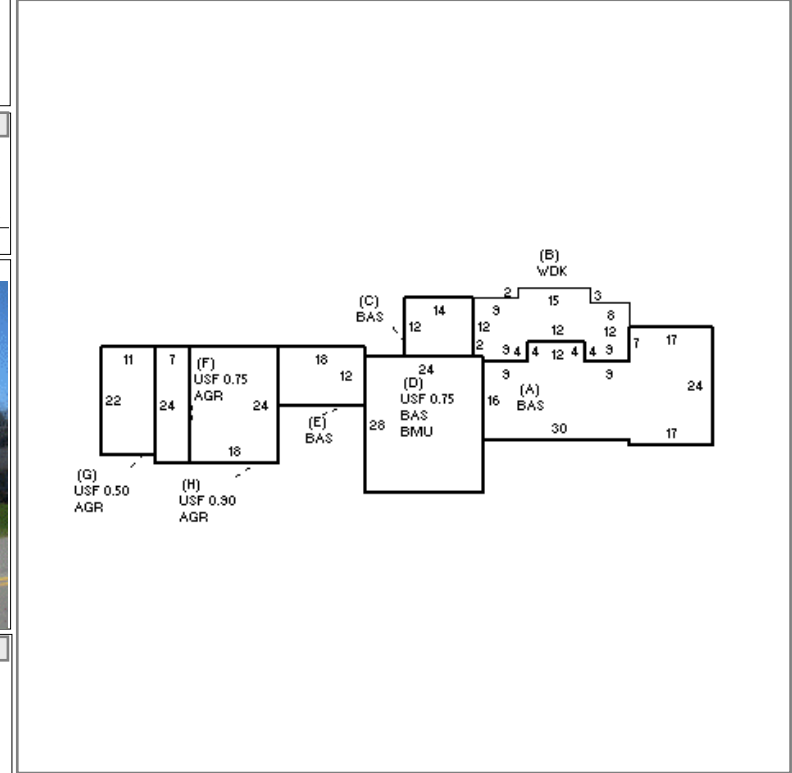 (B)
WDK
2
15
3
(C)
BAS
14
9
8
12
12
12
12
2
9 4
4 12 4
4 9
7
17
11
7
(F)
USF 0.75
AGR
18
12
24
(D)
USF 0.75
BAS
BMU
9
9
(A)
BAS
24
22
24
24
16
28
30
(E)
BAS
17
18
(G)
USF 0.50
AGR
(H)
USF 0.90
AGR